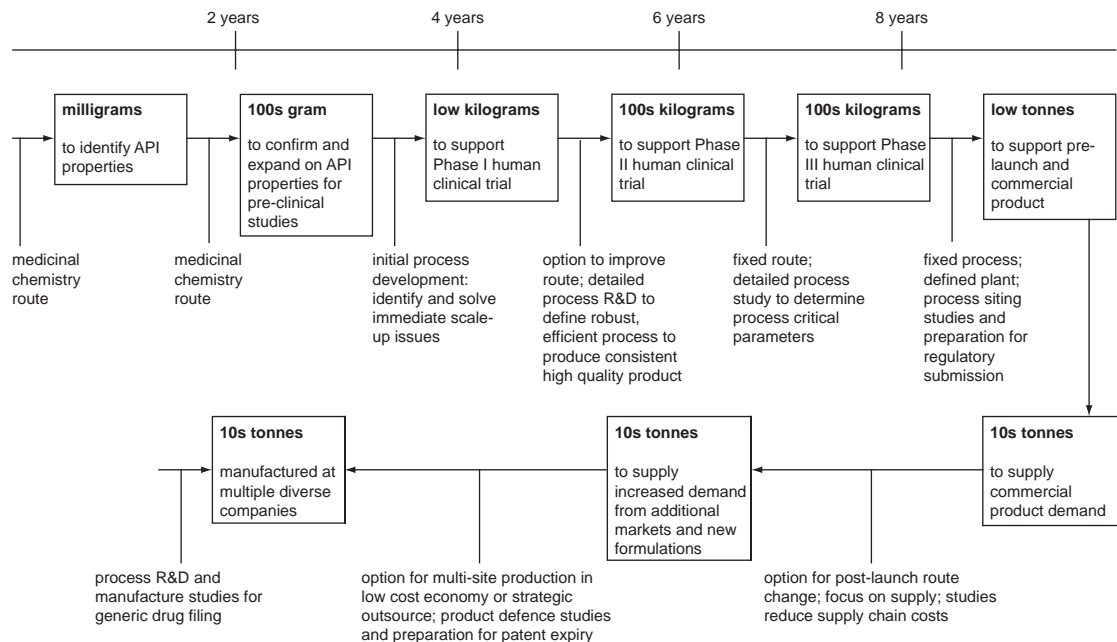 2 years
4 years
6 years
8 years
milligrams
to identify API
properties
100s gram
to confirm and
expand on API
properties for
pre-clinical
studies
low kilograms
to support
Phase I human
clinical trial
100s kilograms
to support Phase
II human clinical
trial
100s kilograms
to support Phase
III human clinical
trial
low tonnes
to support pre-
launch and
commercial
product
medicinal
chemistry
route
medicinal
chemistry
route
initial process
development:
identify and solve
immediate scale-
up issues
option to improve
route; detailed
process R&D to
define robust,
efficient process to
produce consistent
high quality product
fixed route;
detailed process
study to determine
process critical
parameters
fixed process;
defined plant;
process siting
studies and
preparation for
regulatory
submission
10s tonnes
manufactured at
multiple diverse
companies
10s tonnes
to supply
increased demand
from additional
markets and new
formulations
10s tonnes
to supply
commercial
product demand
process R&D and
manufacture studies for
generic drug filing
option for multi-site production in
low cost economy or strategic
outsource; product defence studies
and preparation for patent expiry
option for post-launch route
change; focus on supply; studies
reduce supply chain costs